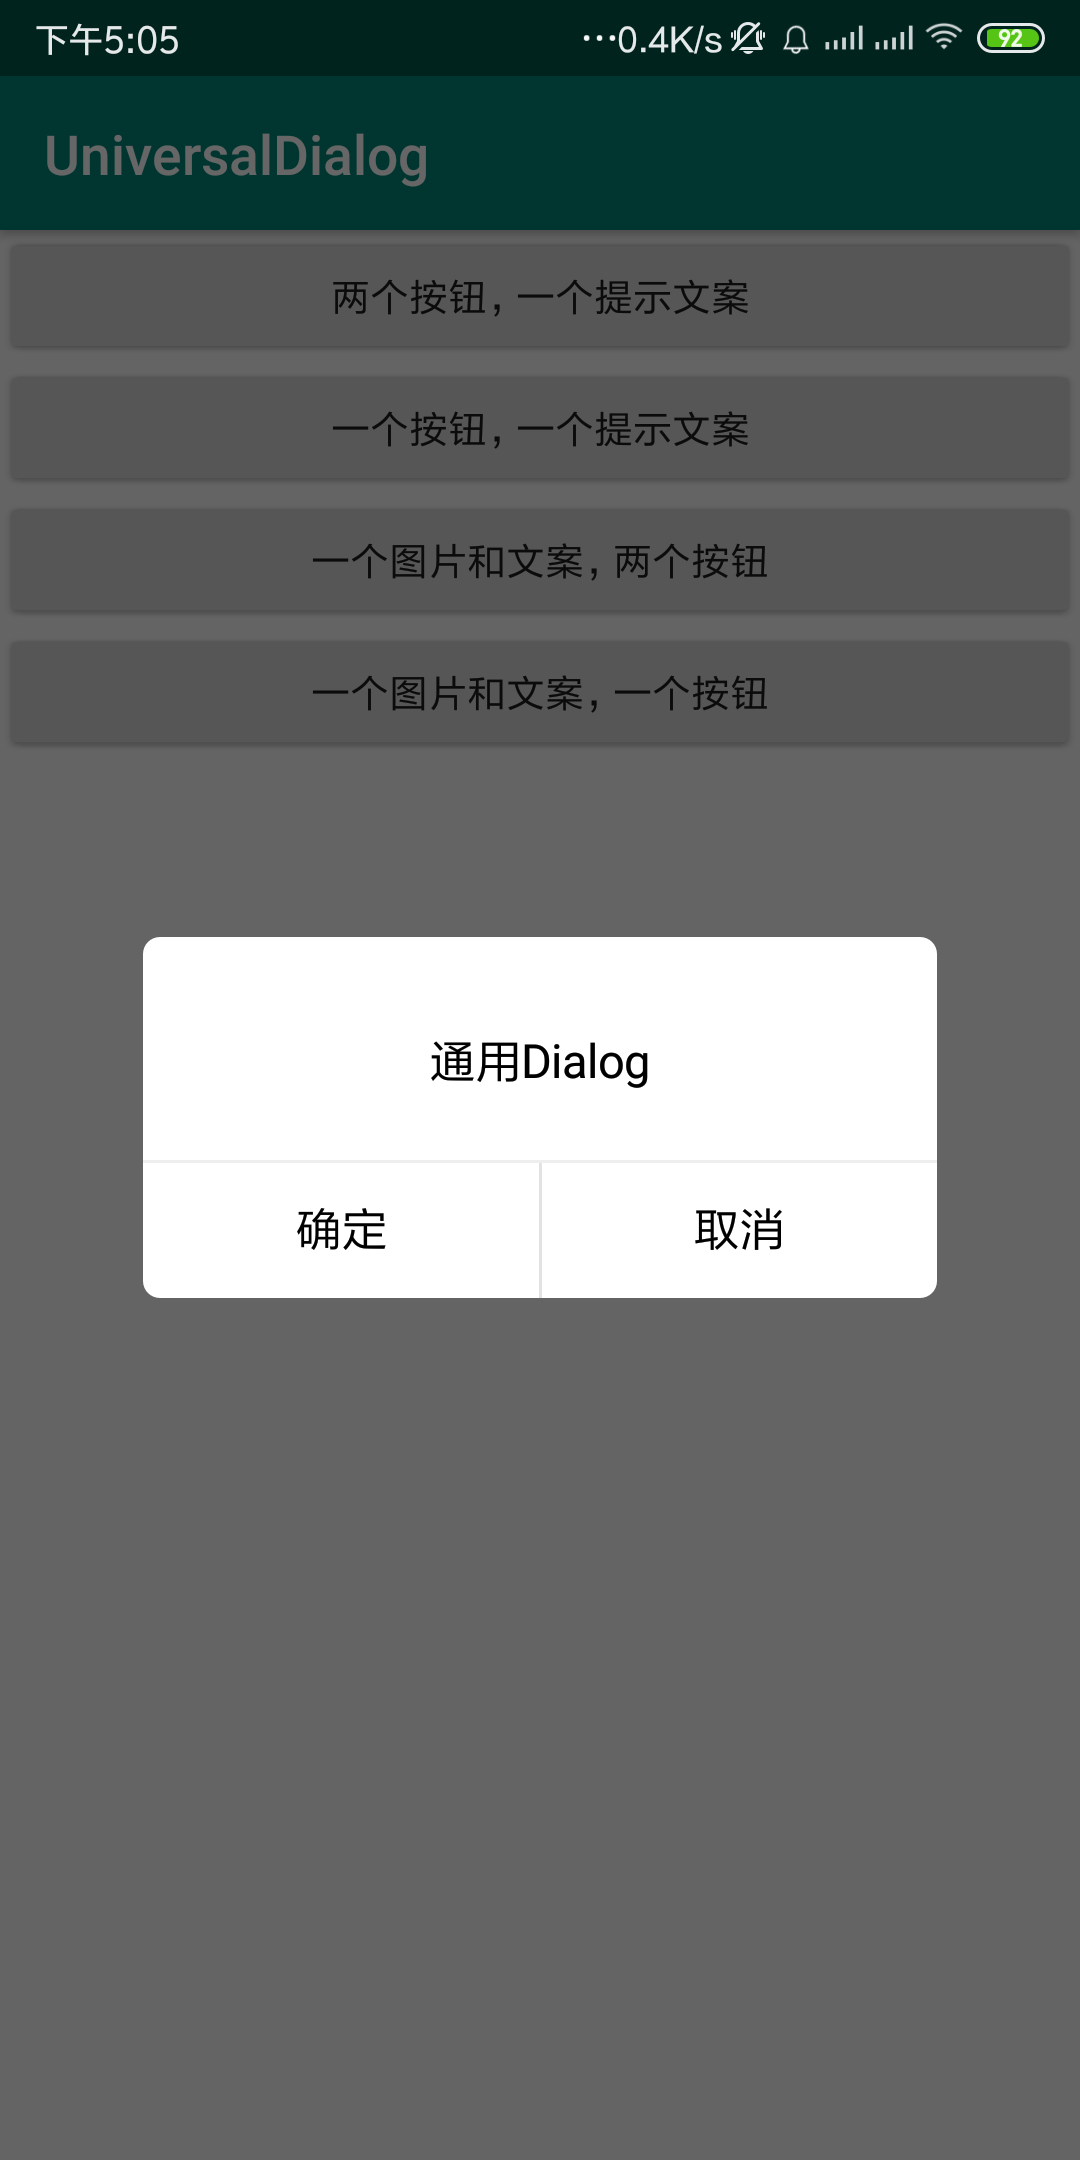 下午5:05 ...0.4K/s 92
UniversalDialog
两个按钮，一个提示文案
一个按钮，一个提示文案
一个图片和文案，两个按钮
一个图片和文案，一个按钮
通用Dialog
确定 取消